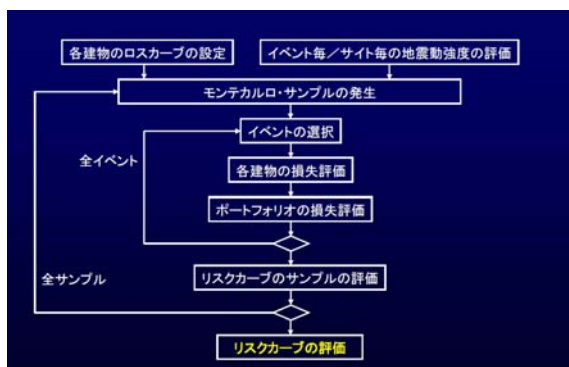 各建物のロスカーブの設定
イベント毎／サイト毎の地震動強度の評価
モンテカルロ・サンプルの発生
イベントの選択
全イベント
各建物の損失評価
ポートフォリオの損失評価
リスクカーブのサンプルの評価
全サンプル
リスクカーブの評価